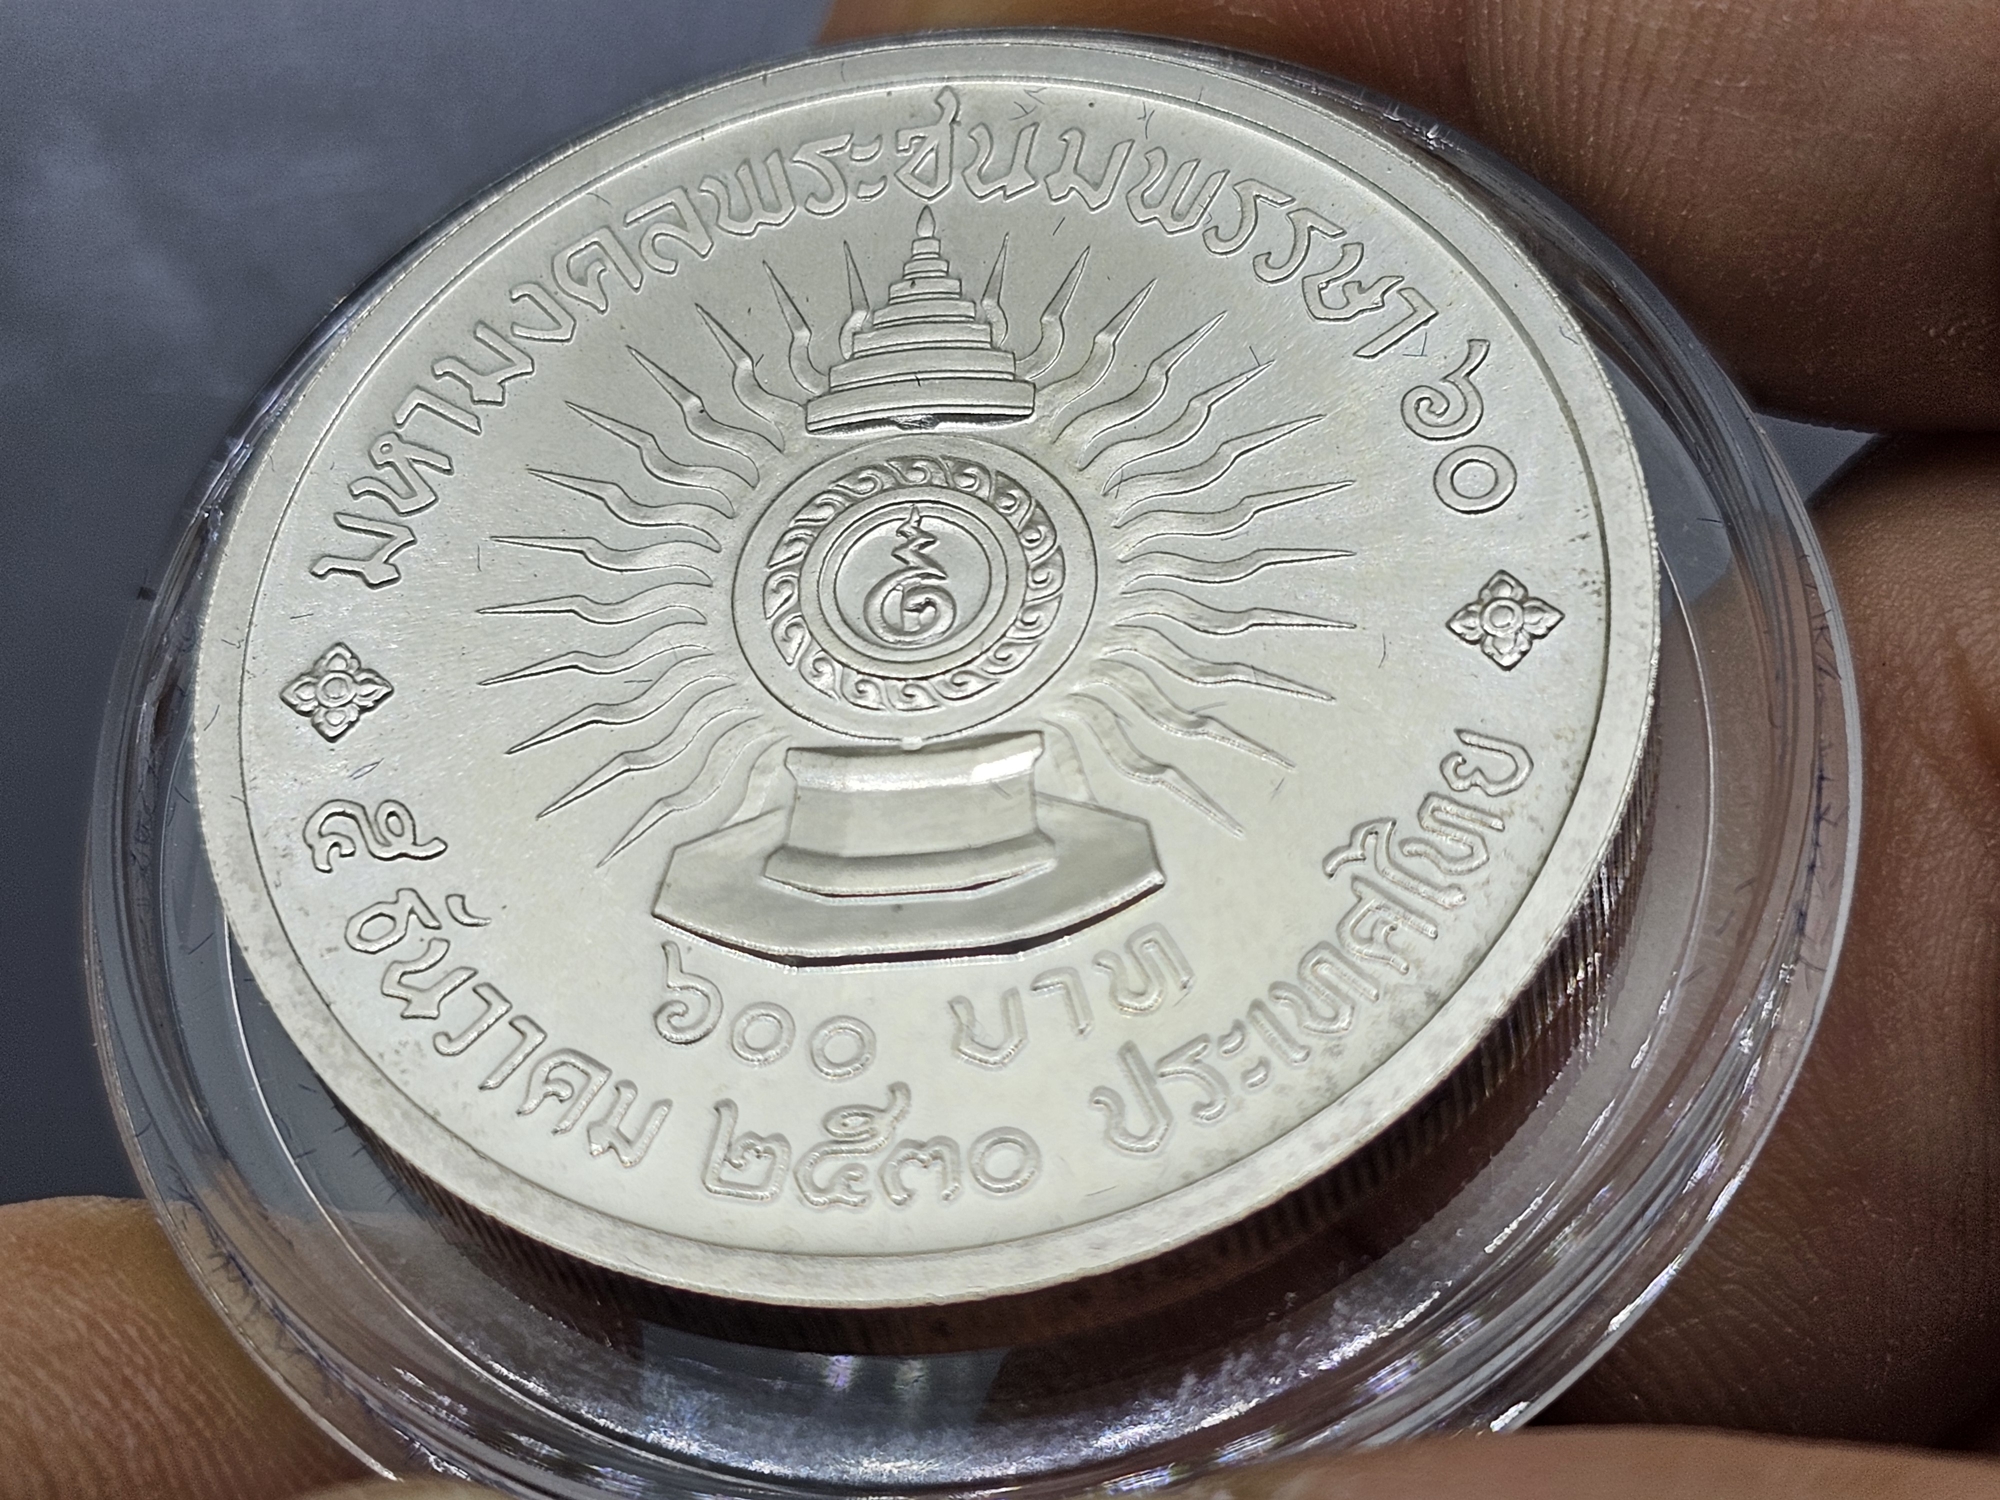 มหามงคลพระชนมพรรษา ๖๐
๖๐๐ บาท
๕ ธันวาคม ๒๕๓๐ ประเทศไทย